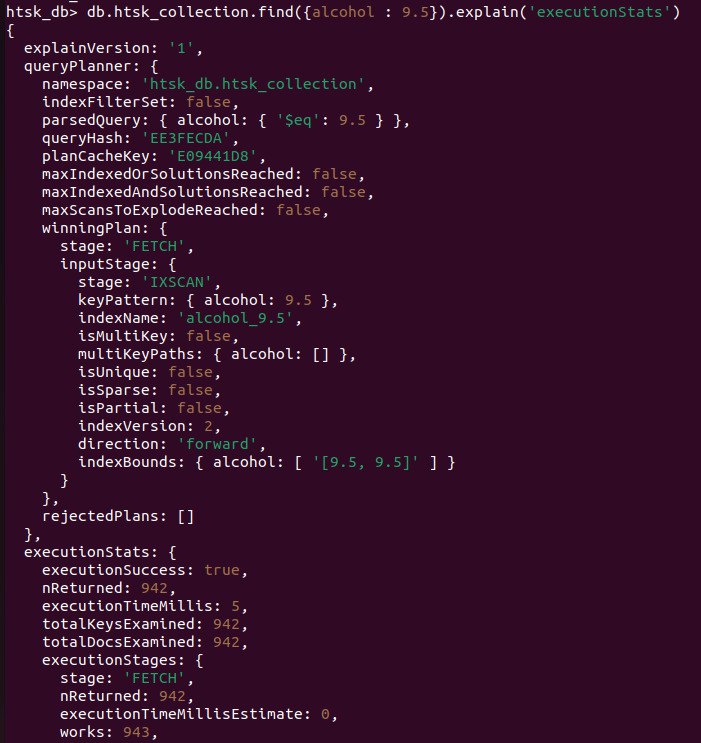 htsk_db> db.htsk_collection.find({alcohol : 9.5}).explain('executionStats')
{
  explainVersion: '1',
  queryPlanner: {
    namespace: 'htsk_db.htsk_collection',
    indexFilterSet: false,
    parsedQuery: { alcohol: { '$eq': 9.5 } },
    queryHash: 'EE3FECDA',
    planCacheKey: 'E09441D8',
    maxIndexedOrSolutionsReached: false,
    maxIndexedAndSolutionsReached: false,
    maxScansToExplodeReached: false,
    winningPlan: {
      stage: 'FETCH',
      inputStage: {
        stage: 'IXSCAN',
        keyPattern: { alcohol: 9.5 },
        indexName: 'alcohol_9.5',
        isMultiKey: false,
        multiKeyPaths: { alcohol: [] },
        isUnique: false,
        isSparse: false,
        isPartial: false,
        indexVersion: 2,
        direction: 'forward',
        indexBounds: { alcohol: [ '[9.5, 9.5]' ] }
      }
    },
    rejectedPlans: []
  },
  executionStats: {
    executionSuccess: true,
    nReturned: 942,
    executionTimeMillis: 5,
    totalKeysExamined: 942,
    totalDocsExamined: 942,
    executionStages: {
      stage: 'FETCH',
      nReturned: 942,
      executionTimeMillisEstimate: 0,
      works: 943,